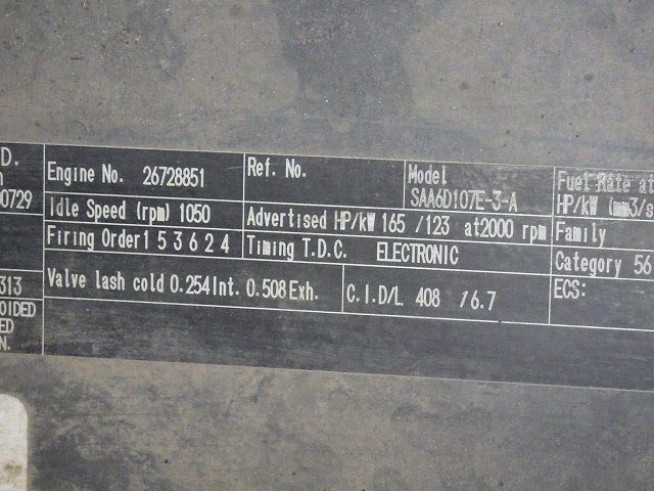 D.
Engine No. 26728851
Ref. No.
Model
SAA6D107E-3-A
Fuel Rate at
HP/kW (mm3/s
0729
Idle Speed (rpm) 1050
Advertised HP/kW 165 /123 at2000 rpm
Family
Firing Order1 5 3 6 2 4
Timing T.D.C. ELECTRONIC
Category 56
313
Valve lash cold 0.254Int. 0.508Exh.
C.I.D/L 408 /6.7
ECS:
OIDED
ED
N.